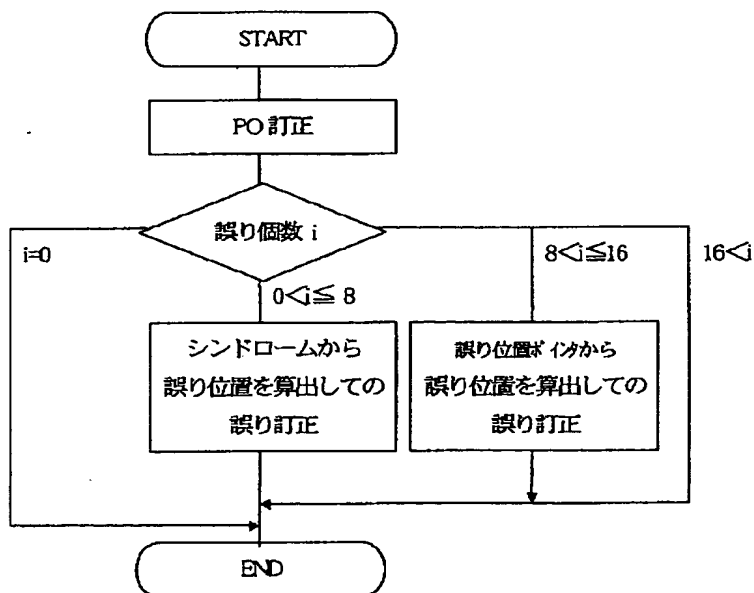 START
PO 訂正
誤り個数 i
i=0
8<i≦16
16<i
0<i≦ 8
シンドロームから
誤り位置を算出しての
誤り訂正
誤り位置ポインタから
誤り位置を算出しての
誤り訂正
END